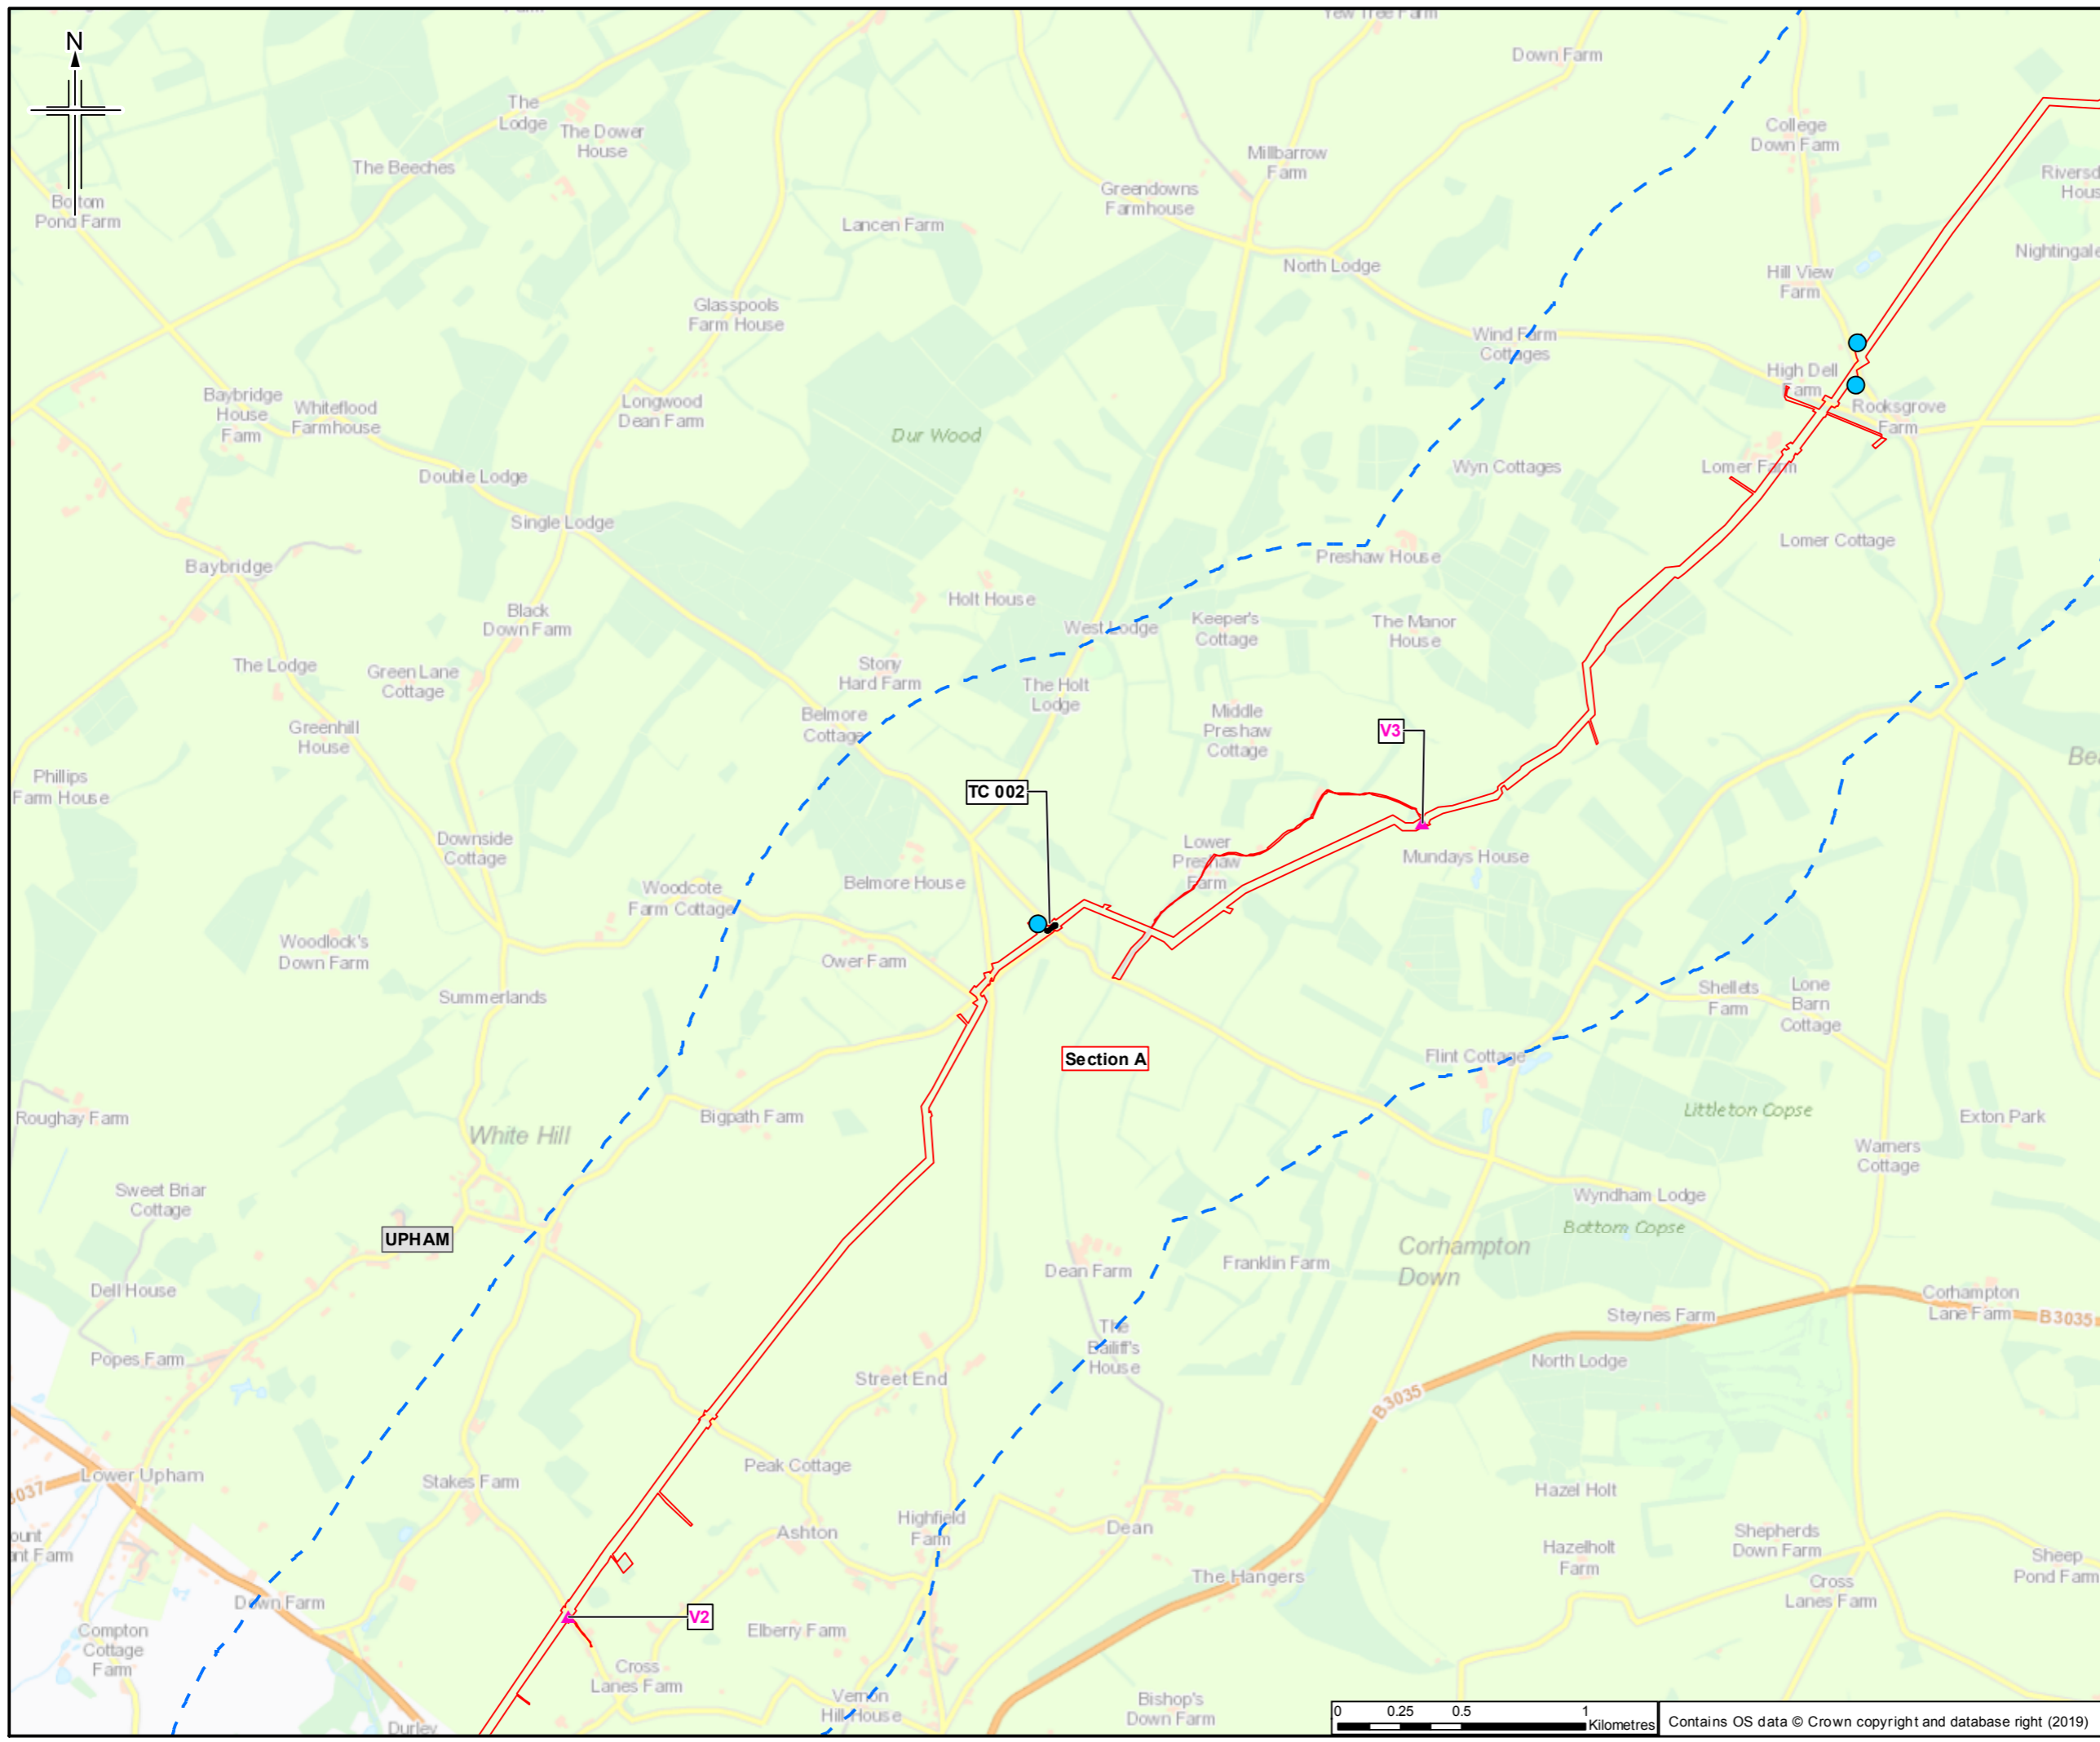 Yew Tree Farm
Farm
N
Down Farm
The
Lodge
The Dower
House
College
Down Farm
The Beeches
Millbarrow
Farm
Greendowns
Farmhouse
Bottom
Pond Farm
Lancen Farm
North Lodge
Nightingale
Hill View
Farm
Glasspools
Farm House
Wind Farm
Cottages
High Dell
Farm
Baybridge
House
Farm
Whiteflood
Farmhouse
Longwood
Dean Farm
Rooksgrove
Farm
Dur Wood
Double Lodge
Wyn Cottages
Lomer Farm
Single Lodge
Lomer Cottage
Baybridge
Preshaw House
Holt House
Black
Down Farm
West Lodge
Keeper's
Cottage
The Manor
House
The Lodge
Green Lane
Cottage
Stony
Hard Farm
The Holt
Lodge
Greenhill
House
Belmore
Cottage
Middle
Preshaw
Cottage
V3
Phillips
Farm House
TC 002
Downside
Cottage
Lower
Preshaw
Farm
Mundays House
Belmore House
Woodcote
Farm Cottage
Woodlock's
Down Farm
Ower Farm
Summerlands
Shellets
Farm
Lone
Barn
Cottage
Section A
Flint Cottage
Roughay Farm
Bigpath Farm
White Hill
Littleton Copse
Exton Park
Warners
Cottage
Sweet Briar
Cottage
Wyndham Lodge
Bottom Copse
UPHAM
Corhampton
Down
Dean Farm
Franklin Farm
Dell House
Corhampton
Lane Farm
B3035
Steynes Farm
The
Bailiff's
House
Popes Farm
North Lodge
Street End
B3035
Lower Upham
Peak Cottage
Stakes Farm
3037
Hazel Holt
Highfield
Farm
Ashton
Dean
Shepherds
Down Farm
Hazelholt
Farm
Sheep
Pond Farm
The Hangers
Cross
Lanes Farm
Down Farm
V2
Compton
Cottage
Farm
Elberry Farm
Cross
Lanes Farm
Vernon
Hill House
Bishop's
Down Farm
Durley
0 0.25 0.5 1
Kilometres
Contains OS data © Crown copyright and database right (2019)